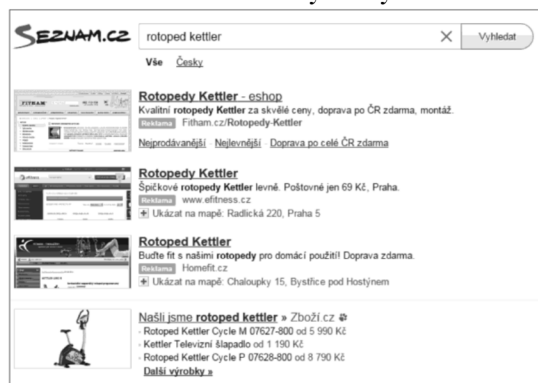 SEZNAM.CZ
rotoped kettler
Vyhledat
Vše Česky
Rotopedy Kettler - eshop
Kvalitní rotopedy Kettler za skvělé ceny, doprava po ČR zdarma, montáž.
Reklama Fitham.cz/Rotopedy-Kettler
Nejprodávanější · Nejlevnější · Doprava po celé ČR zdarma
FITHAM
Rotopedy Kettler
Špičkové rotopedy Kettler levně. Poštovné jen 69 Kč, Praha.
Reklama www.efitness.cz
Ukázat na mapě: Radlická 220, Praha 5
Rotoped Kettler
Buďte fit s našimi rotopedy pro domácí použití! Doprava zdarma.
Reklama Homefit.cz
Ukázat na mapě: Chaloupky 15, Bystřice pod Hostýnem
Našli jsme rotoped kettler » Zboží.cz
· Rotoped Kettler Cycle M 07627-800 od 5 990 Kč
· Kettler Televizní šlapadlo od 1 190 Kč
· Rotoped Kettler Cycle P 07628-800 od 8 790 Kč
Další výrobky »